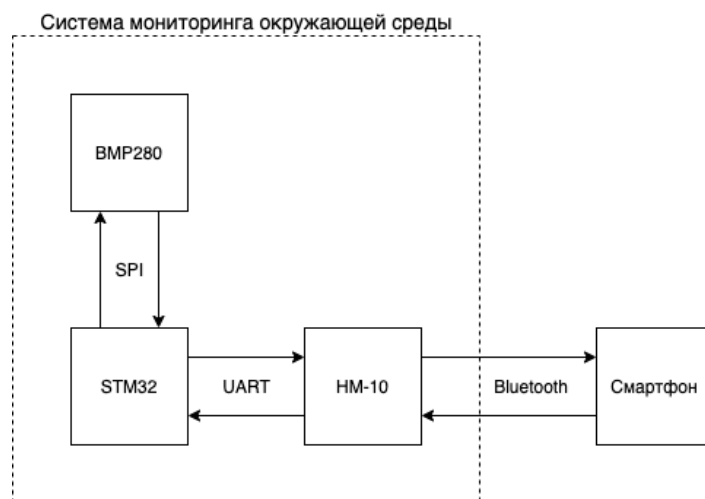 Система мониторинга окружающей среды
BMP280
SPI
STM32
UART
HM-10
Bluetooth
Смартфон